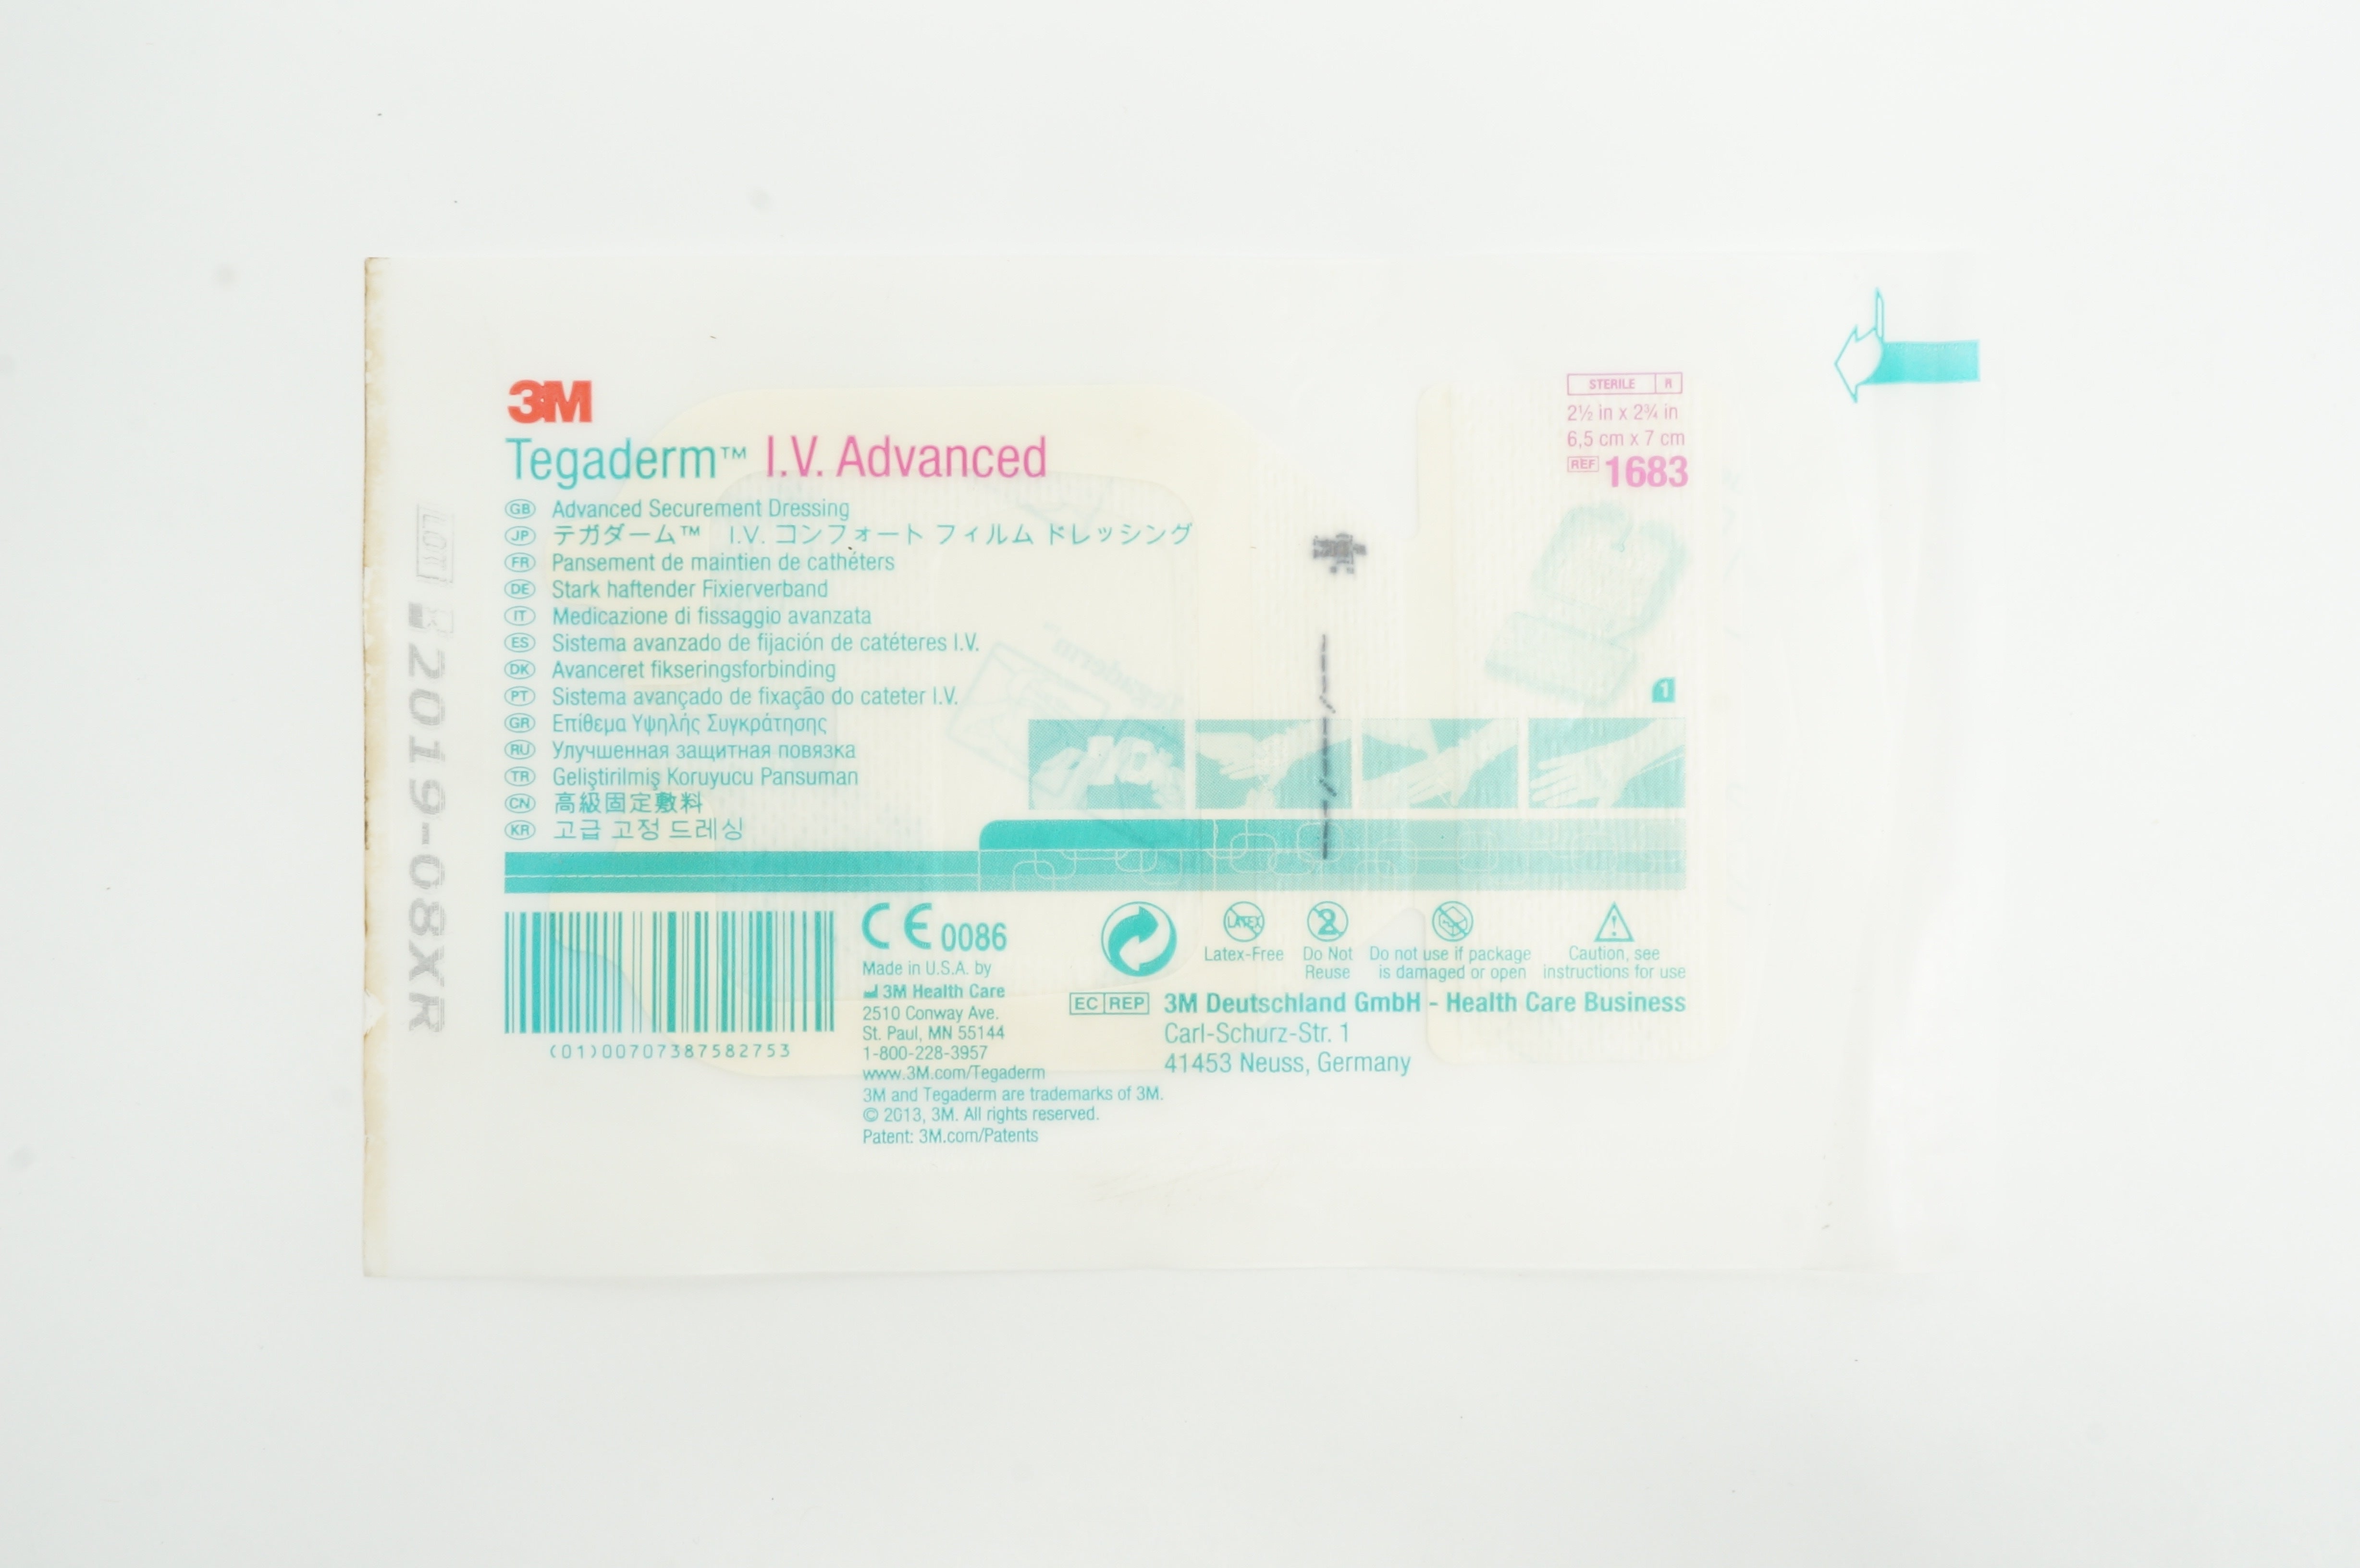 3M
Tegaderm™ I.V. Advanced
STERILE R
2½ in x 2¾ in
6,5 cm x 7 cm
REF 1683
GB Advanced Securement Dressing
JP テガダーム™ I.V. コンフォート フィルム ドレッシング
FR Pansement de maintien de cathéters
DE Stark haftender Fixierverband
IT Medicazione di fissaggio avanzata
ES Sistema avanzado de fijación de catéteres I.V.
DK Avanceret fikseringsforbinding
PT Sistema avançado de fixação do cateter I.V.
GR Επίθεμα Υψηλής Συγκράτησης
RU Улучшенная защитная повязка
TR Geliştirilmiş Koruyucu Pansuman
CN 高級固定敷料
KR 고급 고정 드레싱
1
LOT
2019-08XR
(01)00707387582753
CE 0086
Made in U.S.A. by
3M Health Care
2510 Conway Ave.
St. Paul, MN 55144
1-800-228-3957
www.3M.com/Tegaderm
3M and Tegaderm are trademarks of 3M.
© 2013, 3M. All rights reserved.
Patent: 3M.com/Patents
LATEX
Latex-Free
2
Do Not
Reuse
Do not use if package
is damaged or open
Caution, see
instructions for use
EC REP 3M Deutschland GmbH - Health Care Business
Carl-Schurz-Str. 1
41453 Neuss, Germany
Tegaderm™